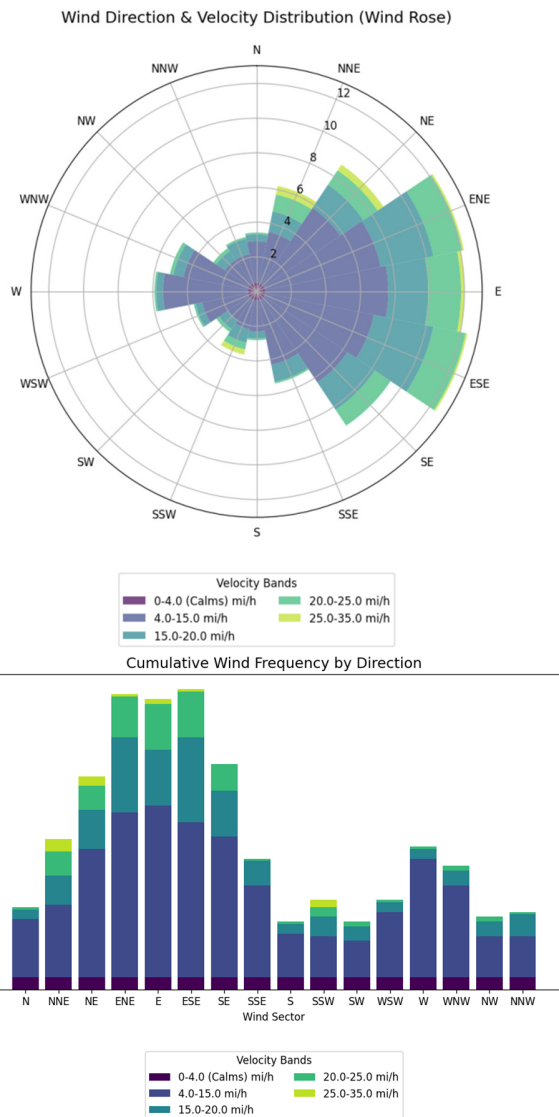 Wind Direction & Velocity Distribution (Wind Rose)
N
NNW
NNE
12
NW
NE
10
8
WNW
ENE
6
4
2
W
E
WSW
ESE
SW
SE
SSW
SSE
S
Velocity Bands
0-4.0 (Calms) mi/h
20.0-25.0 mi/h
4.0-15.0 mi/h
25.0-35.0 mi/h
15.0-20.0 mi/h
Cumulative Wind Frequency by Direction
N NNE NE ENE E ESE SE SSE S SSW SW WSW W WNW NW NNW
Wind Sector
Velocity Bands
0-4.0 (Calms) mi/h
20.0-25.0 mi/h
4.0-15.0 mi/h
25.0-35.0 mi/h
15.0-20.0 mi/h